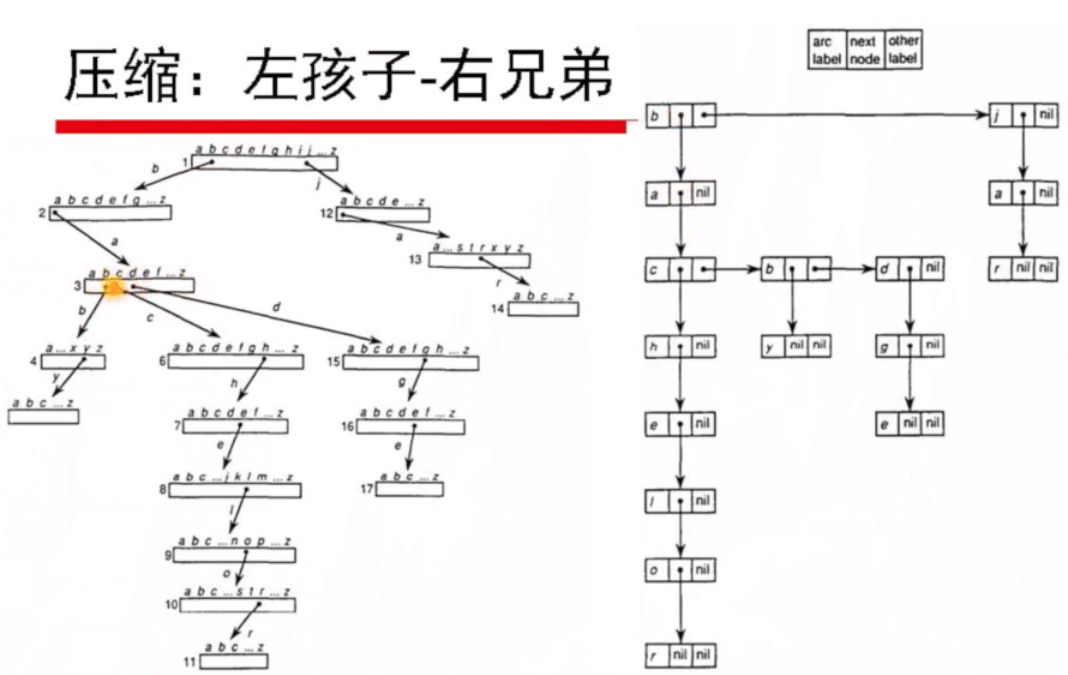 压缩：左孩子-右兄弟
arc next other
label node label
b j nil
a nil a nil
c b d nil r nil nil
h nil y nil nil g nil
e nil e nil nil
l nil
o nil
r nil nil
a b c d e f g h i j ... z
1
b j
a b c d e f g ... z
2
a b c d e ... z
12
a a
a ... s t r x y z
13
a b c d e f ... z
3
r
a b c ... z
14
b c d
a ... x y z
4
a b c d e f g h ... z
6
a b c d e f g h ... z
15
y h g
a b c ... z
a b c d e f ... z
7
a b c d e f ... z
16
e e
a b c ... j k l m ... z
8
a b c ... z
17
l
a b c ... n o p ... z
9
o
a b c ... s t r ... z
10
r
a b c ... z
11